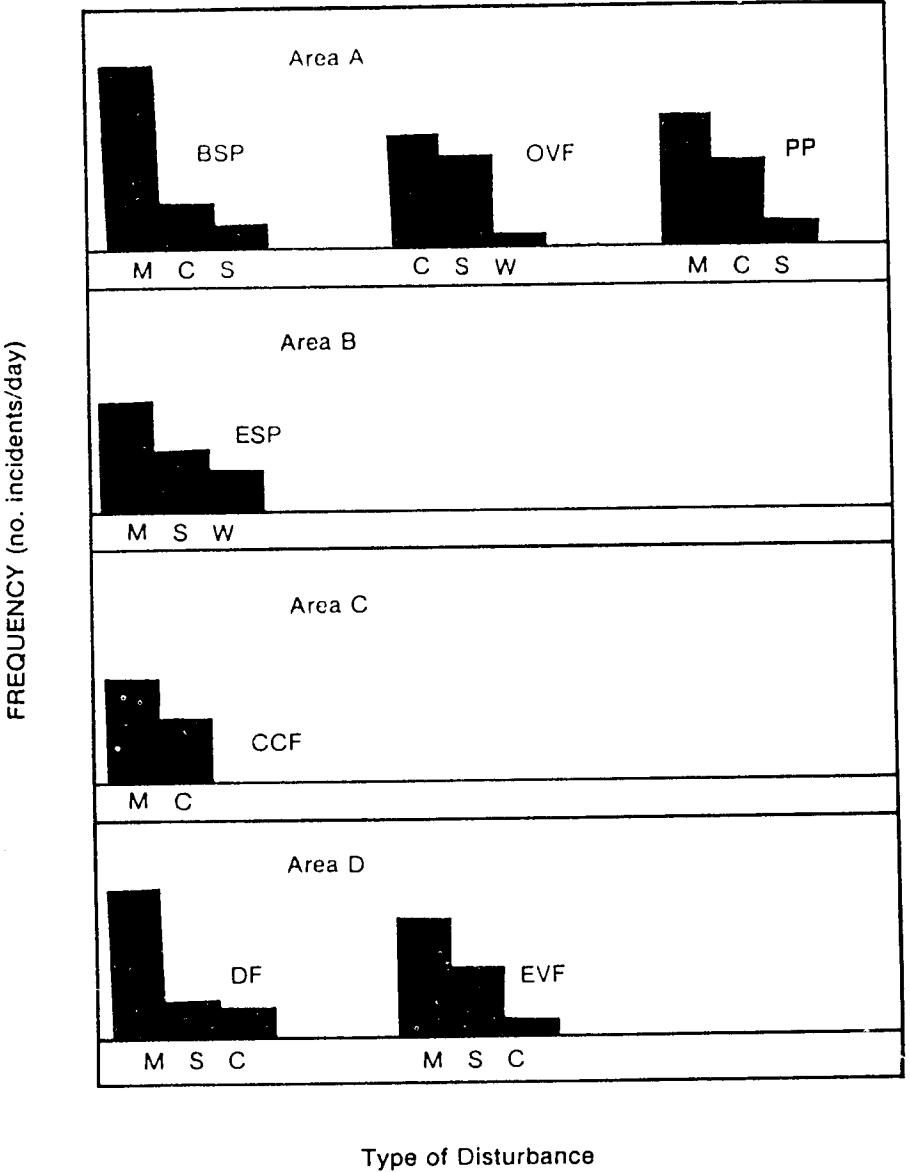 Area A
BSP
OVF
PP
M C S
C S W
M C S
Area B
ESP
M S W
Area C
CCF
M C
Area D
DF
EVF
M S C
M S C
FREQUENCY (no. incidents/day)
Type of Disturbance